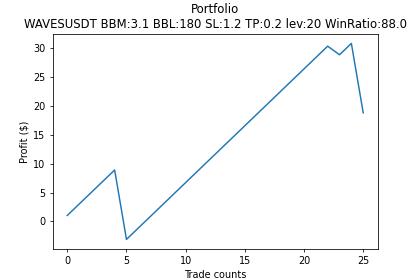 Portfolio
WAVESUSDT BBM:3.1 BBL:180 SL:1.2 TP:0.2 lev:20 WinRatio:88.0
30
25
20
15
10
5
0
Profit ($)
0 5 10 15 20 25
Trade counts